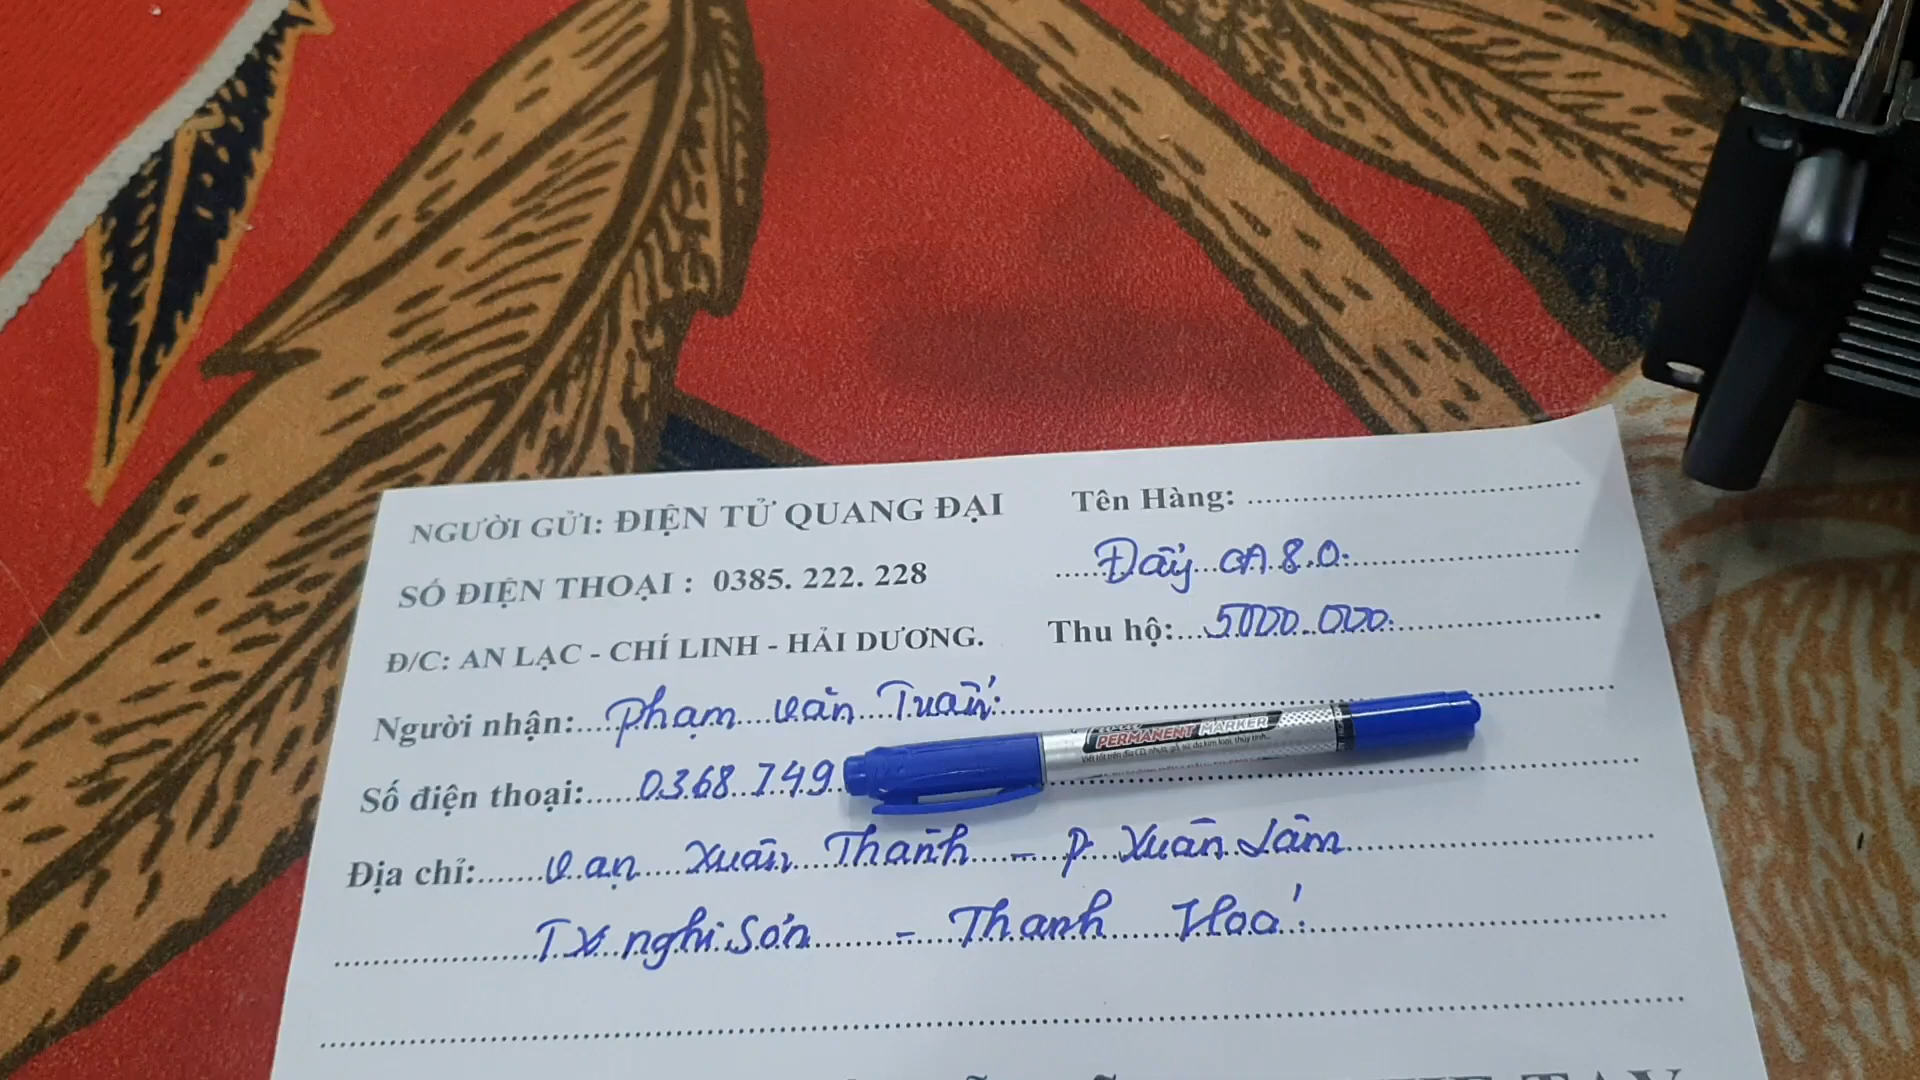 NGƯỜI GỬI: ĐIỆN TỬ QUANG ĐẠI
SỐ ĐIỆN THOẠI : 0385. 222. 228
Đ/C: AN LẠC - CHÍ LINH - HẢI DƯƠNG.
Tên Hàng:
Đẩy CA 8.0
Thu hộ: 5000.000
Người nhận: Phạm Văn Tuấn
Số điện thoại: 0368.749
PERMANENT MARKER
Địa chỉ: Vạn Xuân Thành - P Xuân Lâm
TX nghi Sơn - Thanh Hoá